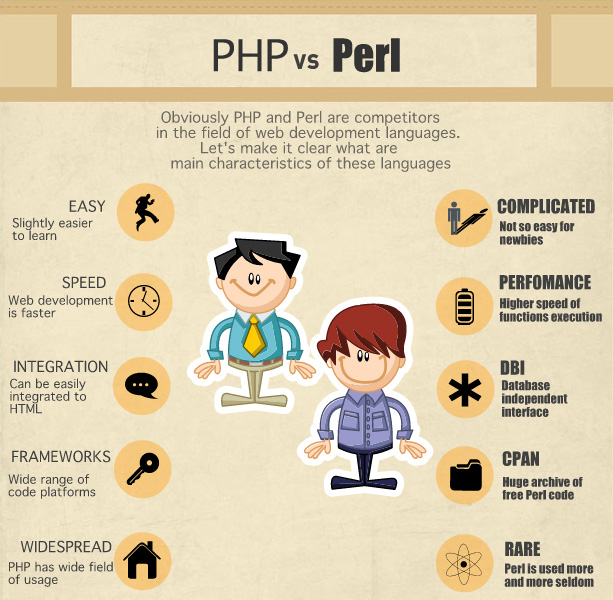 PHP vs Perl
Obviously PHP and Perl are competitors
in the field of web development languages.
Let's make it clear what are
main characteristics of these languages
EASY
Slightly easier
to learn
SPEED
Web development
is faster
INTEGRATION
Can be easily
integrated to
HTML
FRAMEWORKS
Wide range of
code platforms
WIDESPREAD
PHP has wide field
of usage
COMPLICATED
Not so easy for
newbies
PERFOMANCE
Higher speed of
functions execution
DBI
Database
independent
interface
CPAN
Huge archive of
free Perl code
RARE
Perl is used more
and more seldom